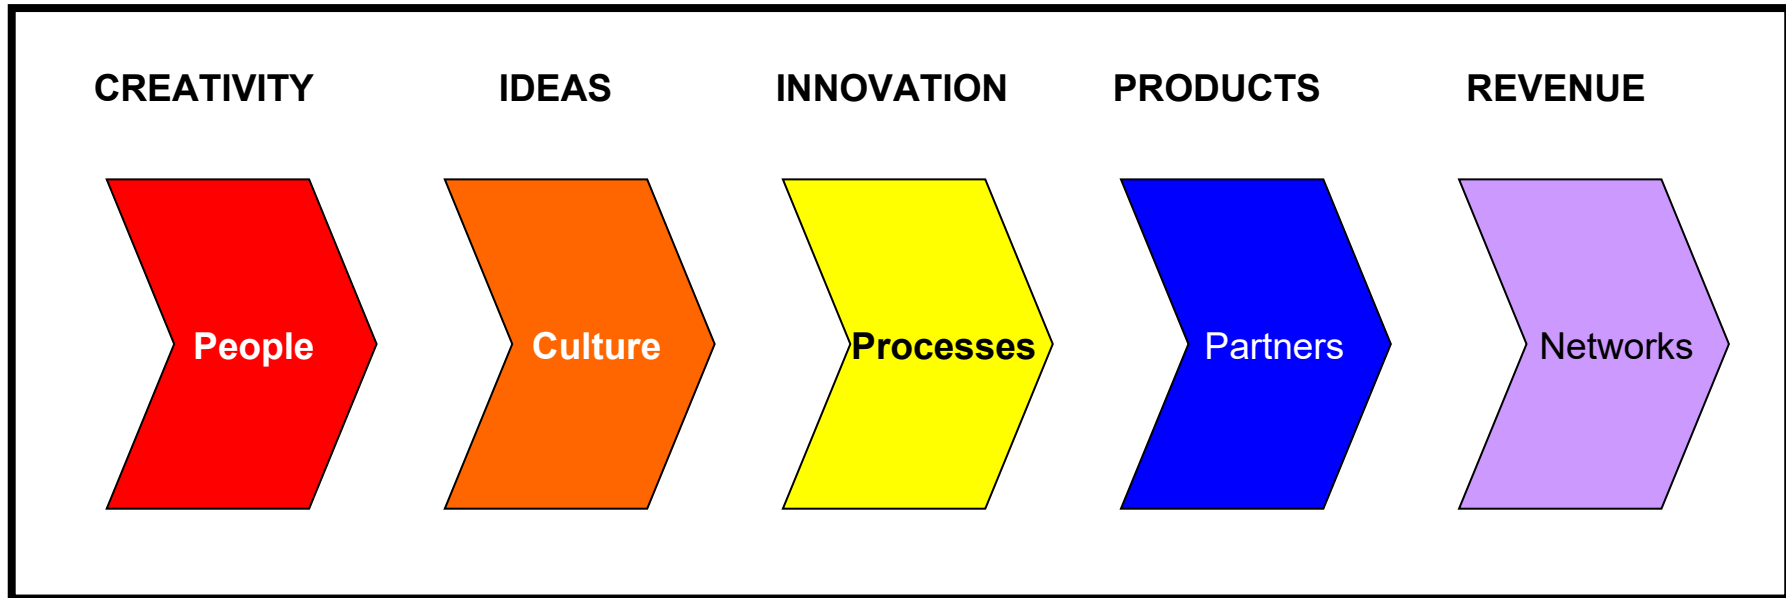 CREATIVITY IDEAS INNOVATION PRODUCTS REVENUE
People Culture Processes Partners Networks